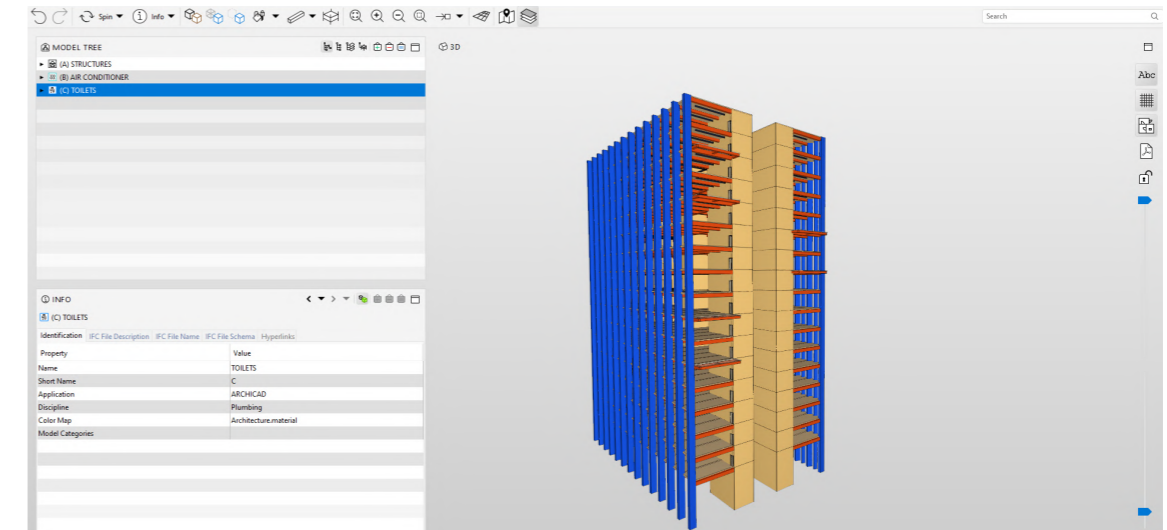 Spin Info Search
MODEL TREE
3D
(A) STRUCTURES
(B) AIR CONDITIONER
(C) TOILETS
Abc
INFO
(C) TOILETS
Identification IFC File Description IFC File Name IFC File Schema Hyperlinks
Property Value
Name TOILETS
Short Name C
Application ARCHICAD
Discipline Plumbing
Color Map Architecture.material
Model Categories